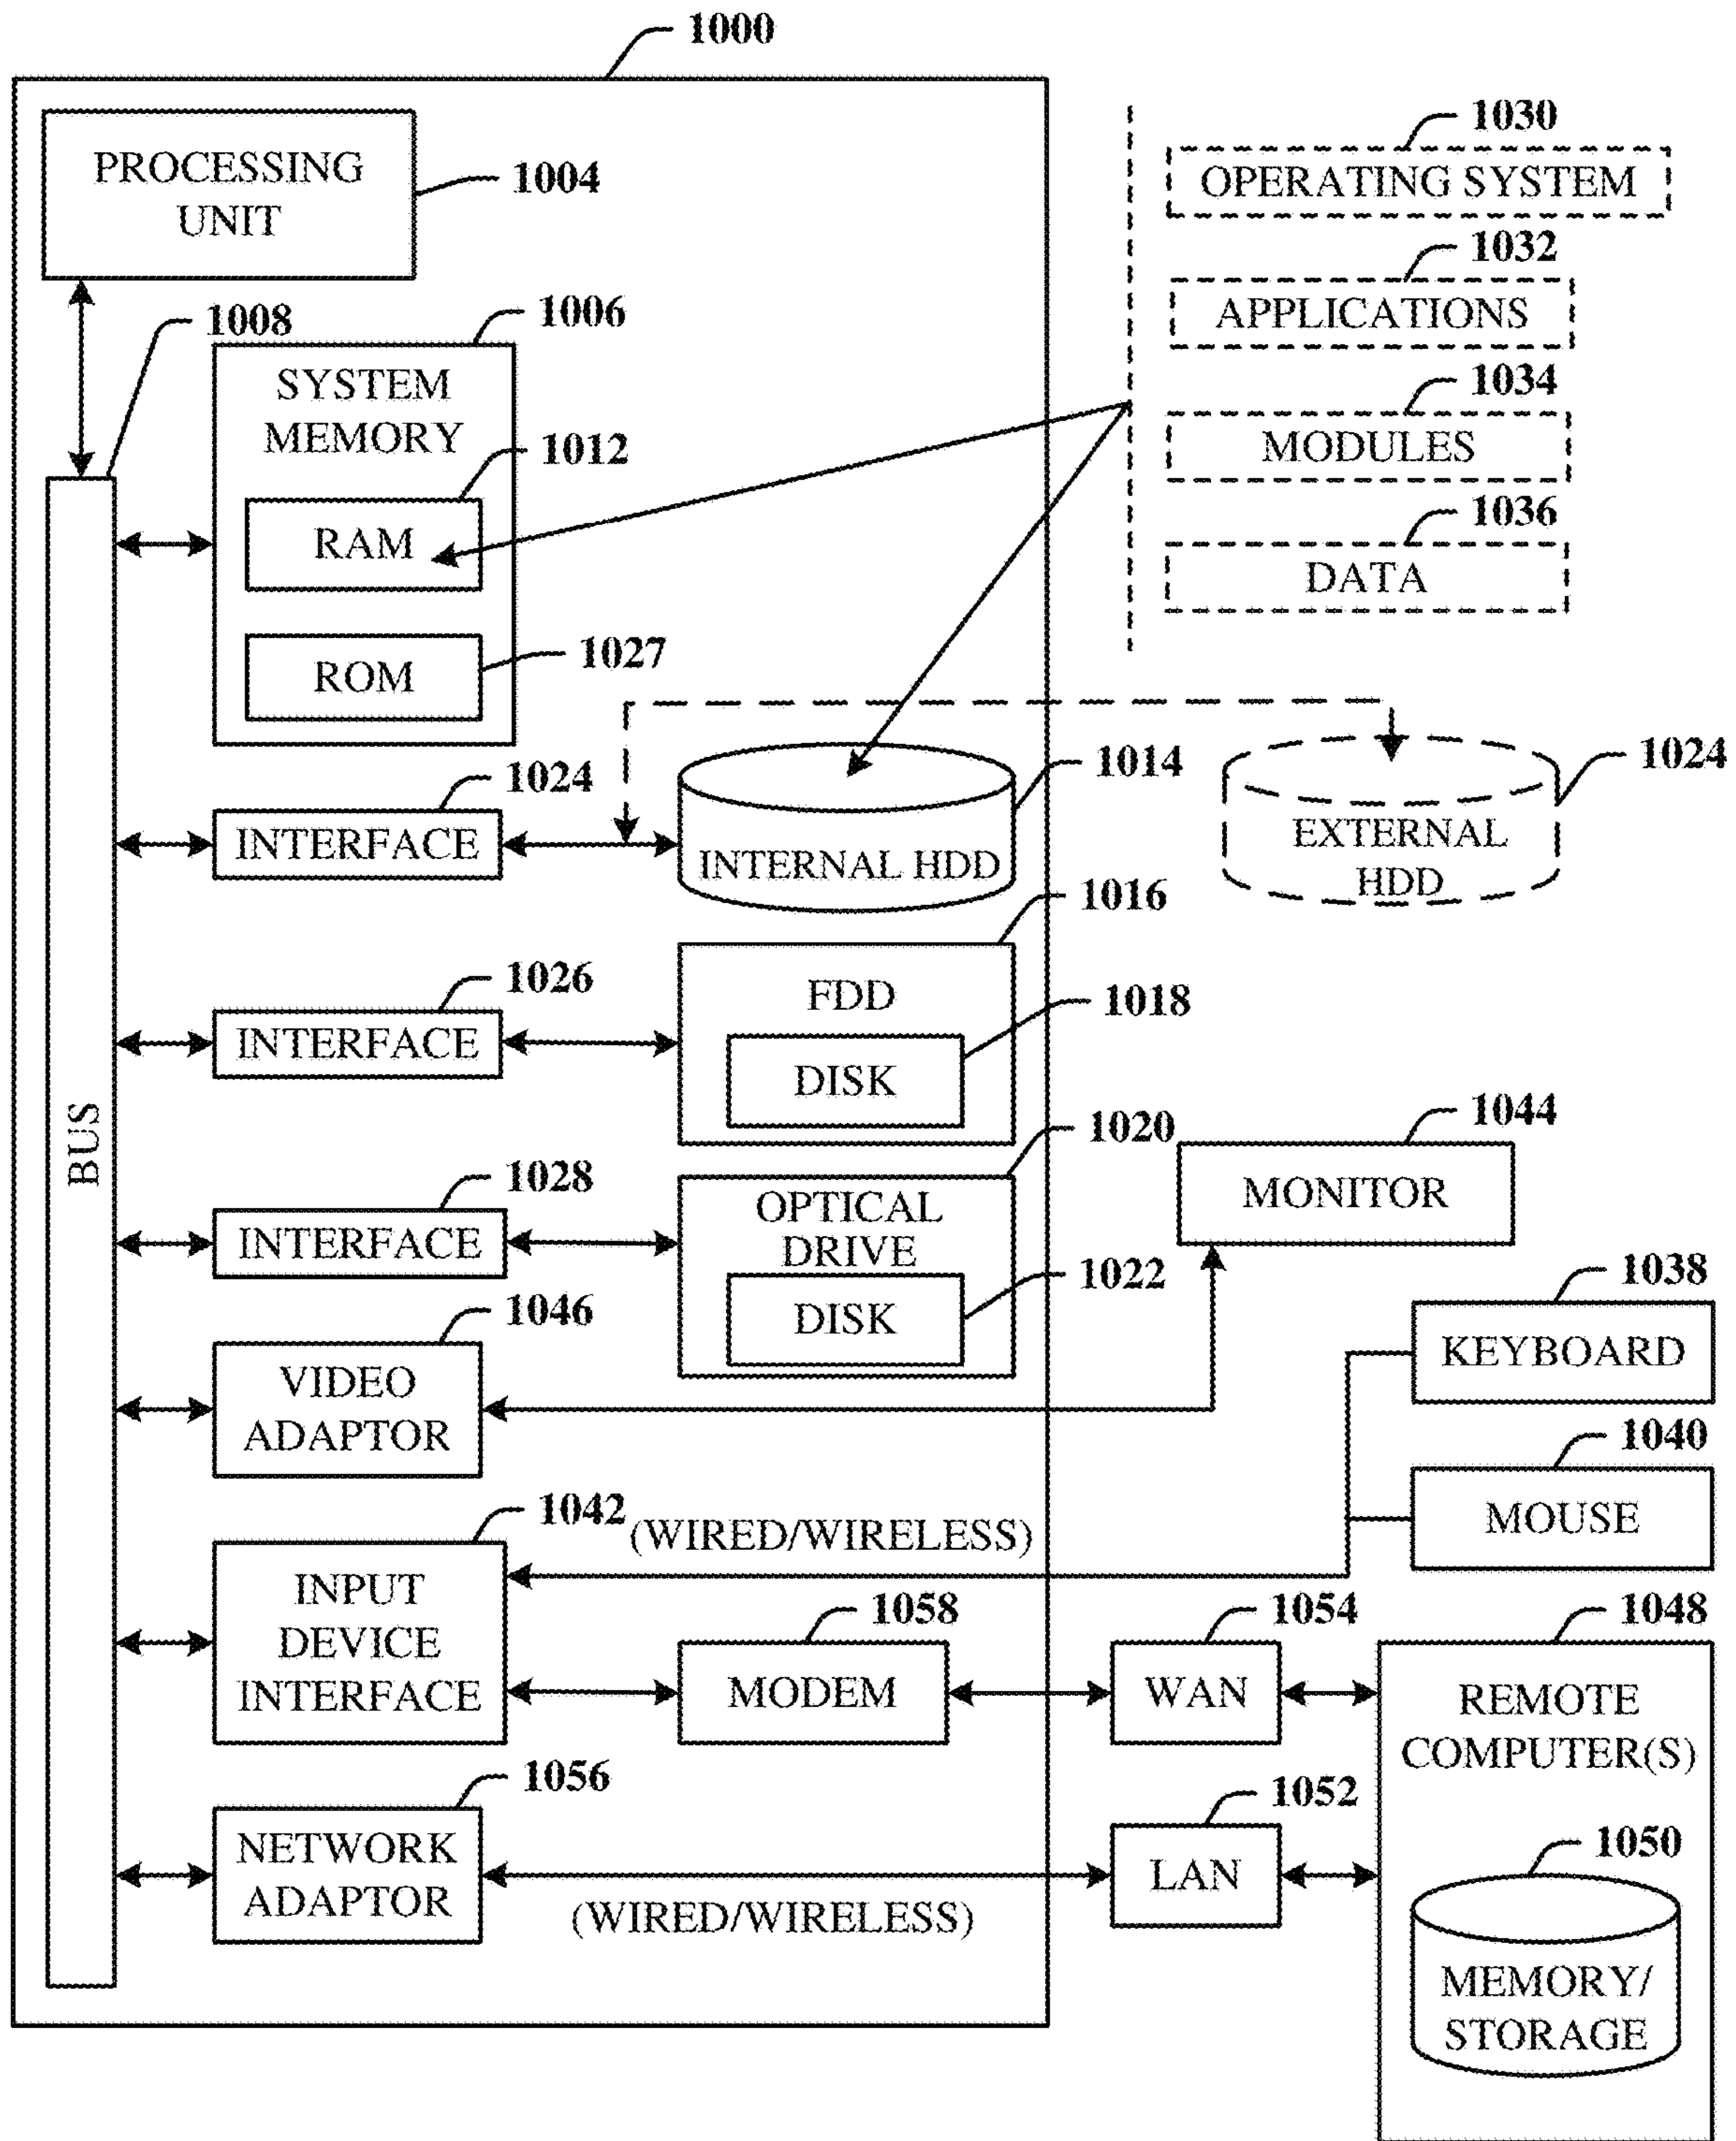 1000
PROCESSING
UNIT
1004
1030
OPERATING SYSTEM
1032
APPLICATIONS
1034
MODULES
1036
DATA
1008
1006
SYSTEM
MEMORY
1012
RAM
1027
ROM
1024
INTERFACE
1014
INTERNAL HDD
1024
EXTERNAL
HDD
1016
FDD
1026
INTERFACE
1018
DISK
BUS
1020
OPTICAL
DRIVE
1028
INTERFACE
1022
DISK
1044
MONITOR
1046
VIDEO
ADAPTOR
1038
KEYBOARD
1040
MOUSE
1042
(WIRED/WIRELESS)
INPUT
DEVICE
INTERFACE
1058
MODEM
1054
WAN
1048
REMOTE
COMPUTER(S)
1056
NETWORK
ADAPTOR
(WIRED/WIRELESS)
1052
LAN
1050
MEMORY/
STORAGE